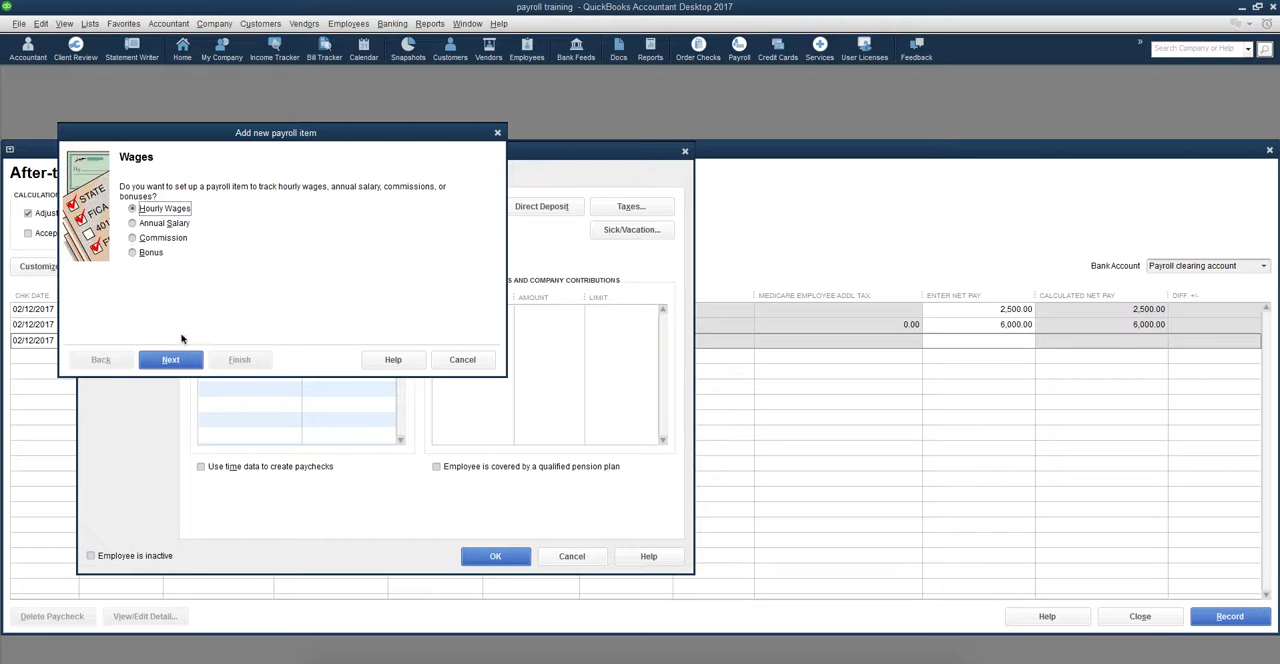 payroll training - QuickBooks Accountant Desktop 2017
File Edit View Lists Favorites Accountant Company Customers Vendors Employees Banking Reports Window Help
Accountant Client Review Statement Writer Home My Company Income Tracker Bill Tracker Calendar Snapshots Customers Vendors Employees Bank Feeds Docs Reports Order Checks Payroll Credit Cards Services User Licenses Feedback
Search Company or Help
Add new payroll item
Wages
Do you want to set up a payroll item to track hourly wages, annual salary, commissions, or
bonuses?
Hourly Wages
Annual Salary
Commission
Bonus
Back Next Finish Help Cancel
STATE
FICA
401
After-t
CALCULATION
Adjust
Accep
Customize
Direct Deposit Taxes...
Sick/Vacation...
Bank Account Payroll clearing account
S AND COMPANY CONTRIBUTIONS
AMOUNT LIMIT
CHK DATE MEDICARE EMPLOYEE ADDL TAX ENTER NET PAY CALCULATED NET PAY DIFF. +/-
02/12/2017 2,500.00 2,500.00
02/12/2017 0.00 6,000.00 6,000.00
02/12/2017
Use time data to create paychecks Employee is covered by a qualified pension plan
Employee is inactive OK Cancel Help
Delete Paycheck View/Edit Detail... Help Close Record